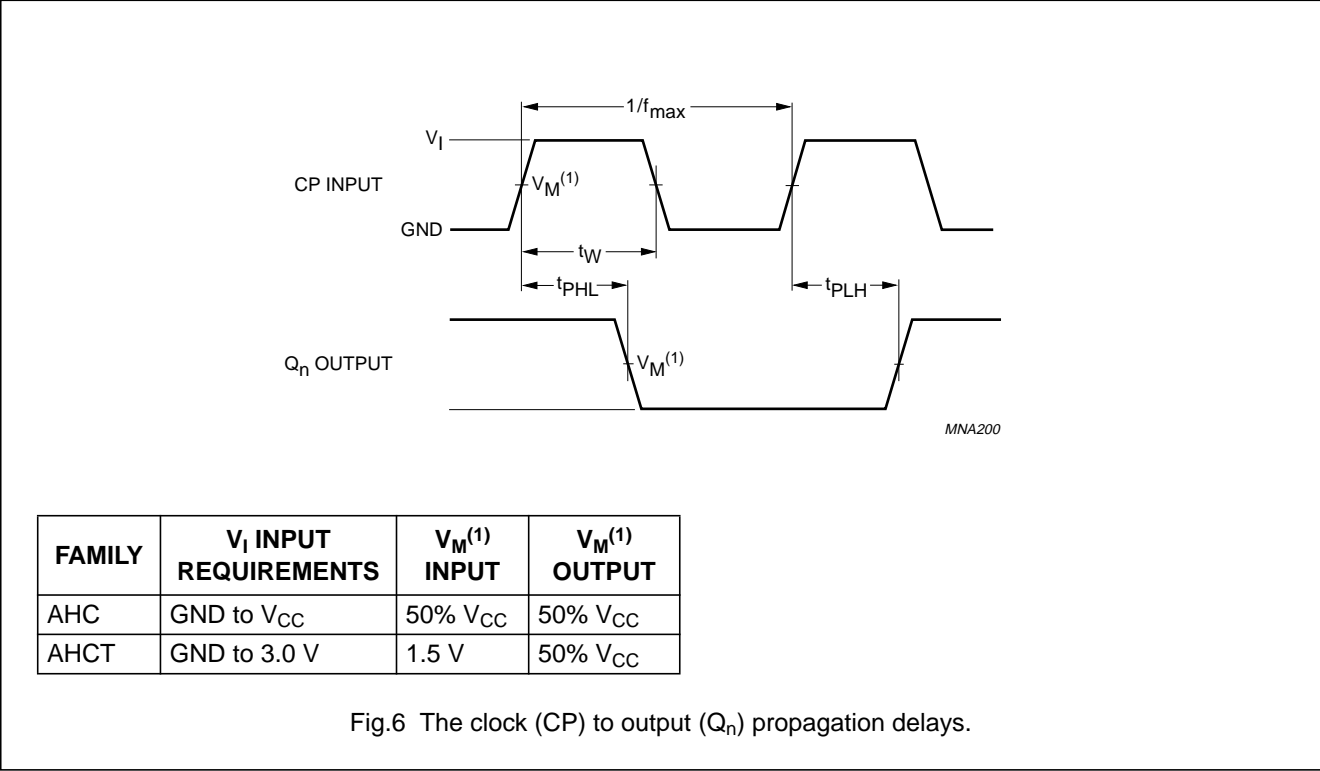 1/fmax
VI
CP INPUT
VM(1)
GND
tW
tPHL
tPLH
Qn OUTPUT
VM(1)
MNA200
FAMILY VI INPUT REQUIREMENTS VM(1) INPUT VM(1) OUTPUT
AHC GND to VCC 50% VCC 50% VCC
AHCT GND to 3.0 V 1.5 V 50% VCC
Fig.6 The clock (CP) to output (Qn) propagation delays.